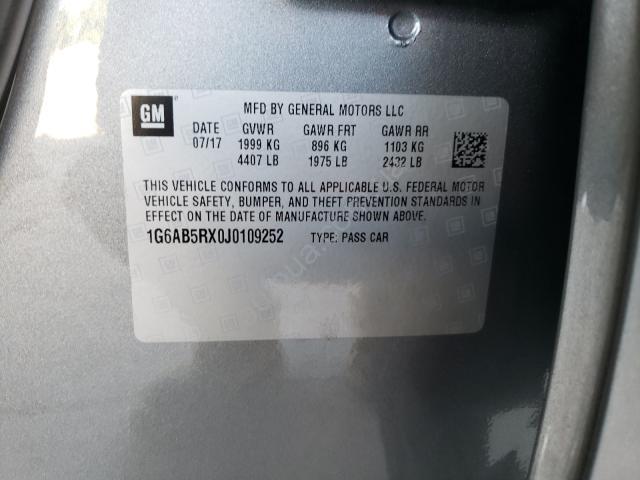 GM
MFD BY GENERAL MOTORS LLC
DATE GVWR GAWR FRT GAWR RR
07/17 1999 KG 896 KG 1103 KG
4407 LB 1975 LB 2432 LB
THIS VEHICLE CONFORMS TO ALL APPLICABLE U.S. FEDERAL MOTOR
VEHICLE SAFETY, BUMPER, AND THEFT PREVENTION STANDARDS
IN EFFECT ON THE DATE OF MANUFACTURE SHOWN ABOVE.
1G6AB5RX0J0109252 TYPE: PASS CAR